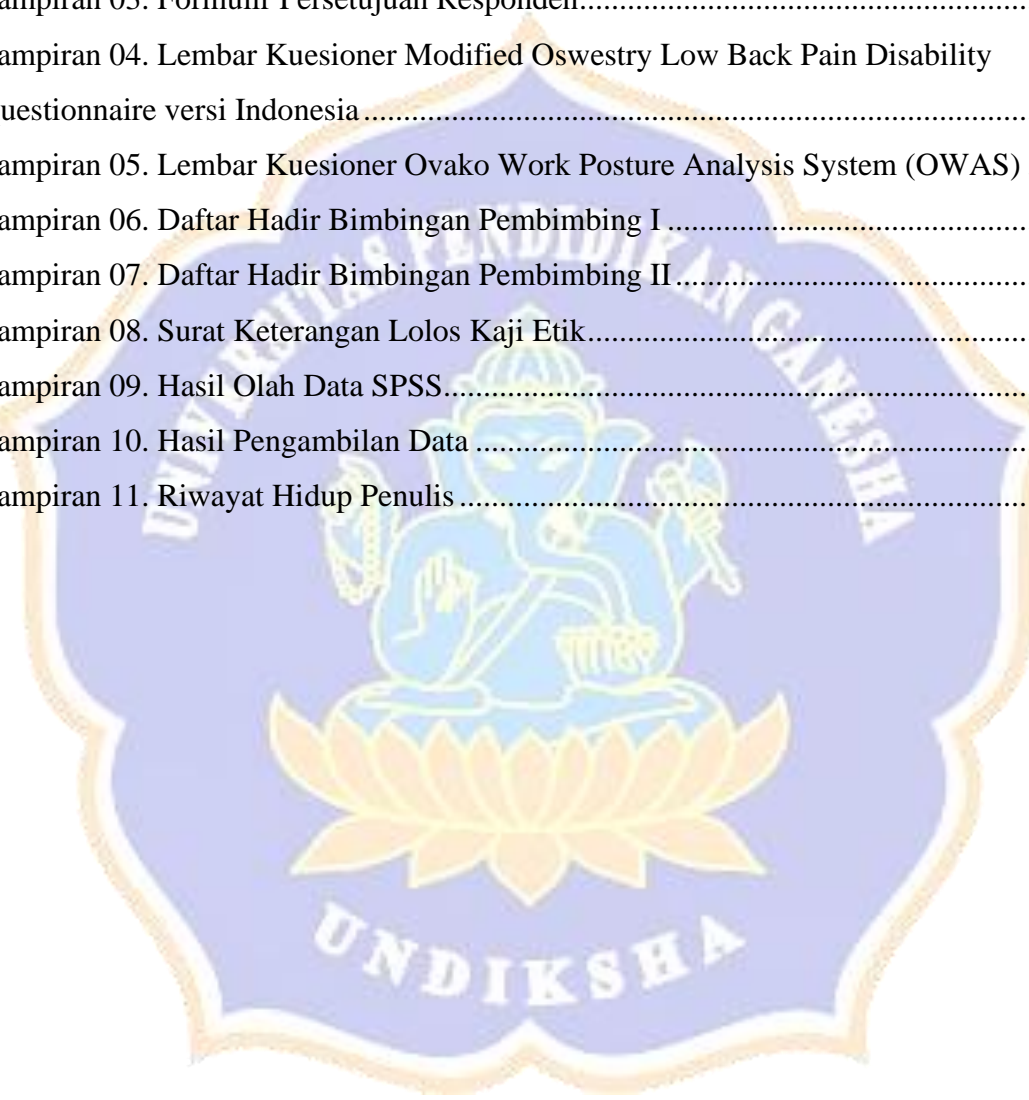 ampiran 03. Formulir Persetujuan Responden
ampiran 04. Lembar Kuesioner Modified Oswestry Low Back Pain Disability
uestionnaire versi Indonesia
ampiran 05. Lembar Kuesioner Ovako Work Posture Analysis System (OWAS)
ampiran 06. Daftar Hadir Bimbingan Pembimbing I
ampiran 07. Daftar Hadir Bimbingan Pembimbing II
ampiran 08. Surat Keterangan Lolos Kaji Etik
ampiran 09. Hasil Olah Data SPSS
ampiran 10. Hasil Pengambilan Data
ampiran 11. Riwayat Hidup Penulis
UNIVERSITAS PENDIDIKAN GANESHA
UNDIKSHA